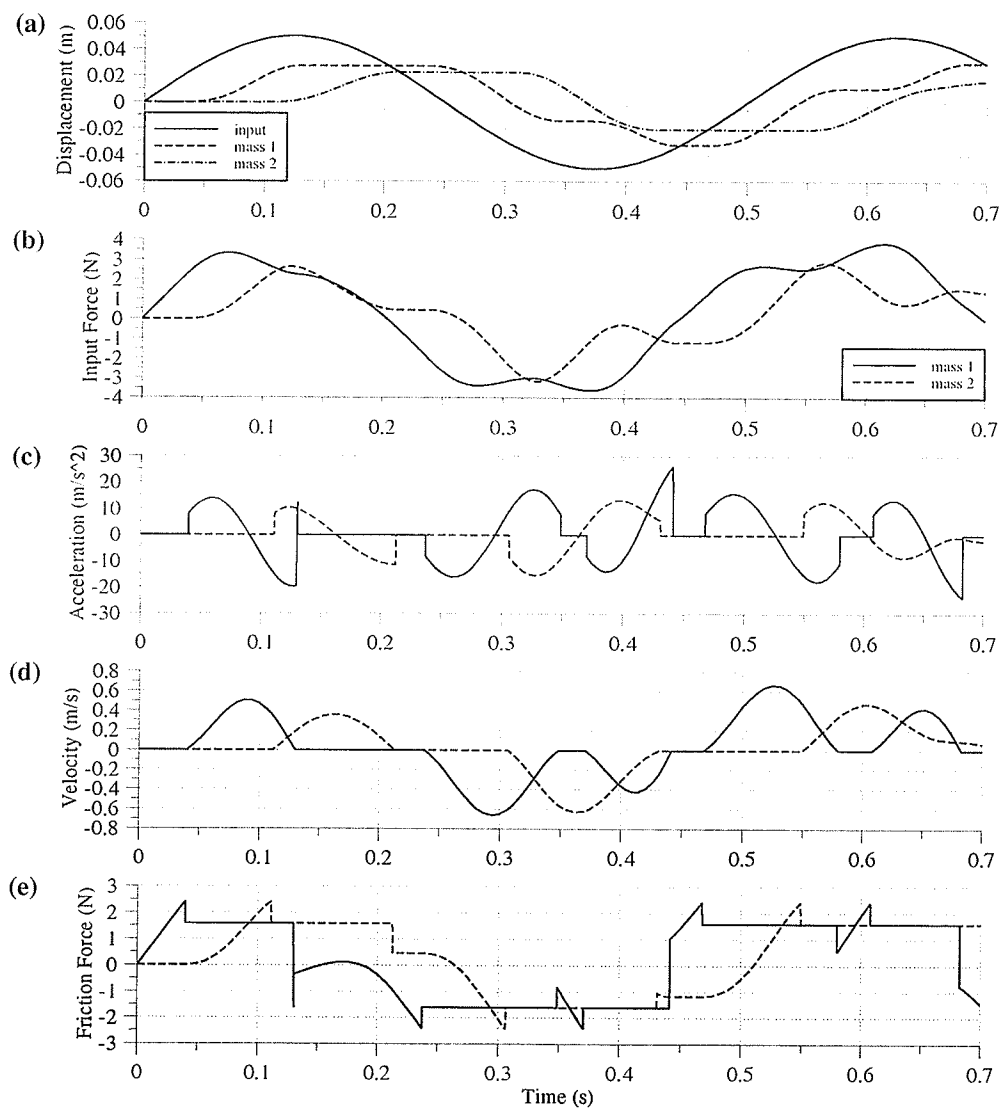 (a)
Displacement (m)
0.06
0.04
0.02
0
-0.02
-0.04
-0.06
input
mass 1
mass 2
0 0.1 0.2 0.3 0.4 0.5 0.6 0.7
(b)
Input Force (N)
4
3
2
1
0
-1
-2
-3
-4
mass 1
mass 2
0 0.1 0.2 0.3 0.4 0.5 0.6 0.7
(c)
Acceleration (m/s^2)
30
20
10
0
-10
-20
-30
0 0.1 0.2 0.3 0.4 0.5 0.6 0.7
(d)
Velocity (m/s)
0.8
0.6
0.4
0.2
0
-0.2
-0.4
-0.6
-0.8
0 0.1 0.2 0.3 0.4 0.5 0.6 0.7
(e)
Friction Force (N)
3
2
1
0
-1
-2
-3
0 0.1 0.2 0.3 0.4 0.5 0.6 0.7
Time (s)